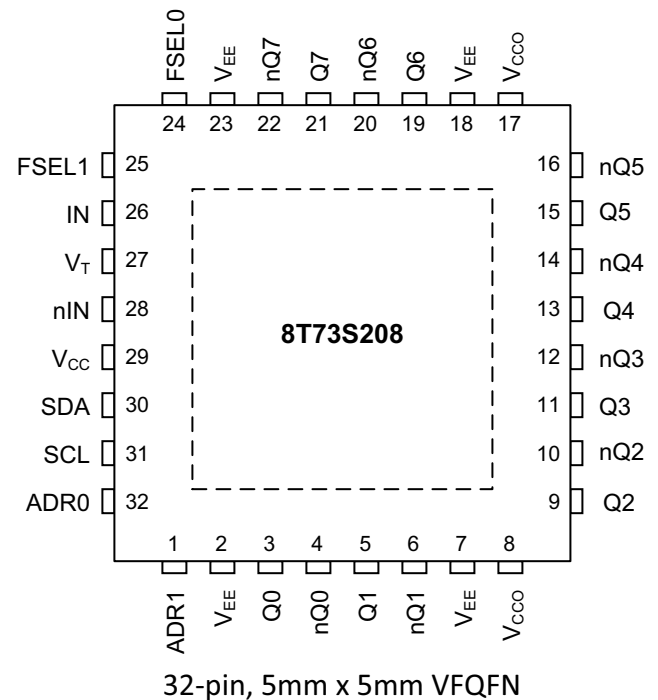 FSEL0 VEE nQ7 Q7 nQ6 Q6 VEE VCCO
24 23 22 21 20 19 18 17
FSEL1 25 16 nQ5
IN 26 15 Q5
VT 27 14 nQ4
nIN 28 13 Q4
8T73S208
VCC 29 12 nQ3
SDA 30 11 Q3
SCL 31 10 nQ2
ADR0 32 9 Q2
1 2 3 4 5 6 7 8
ADR1 VEE Q0 nQ0 Q1 nQ1 VEE VCCO
32-pin, 5mm x 5mm VFQFN